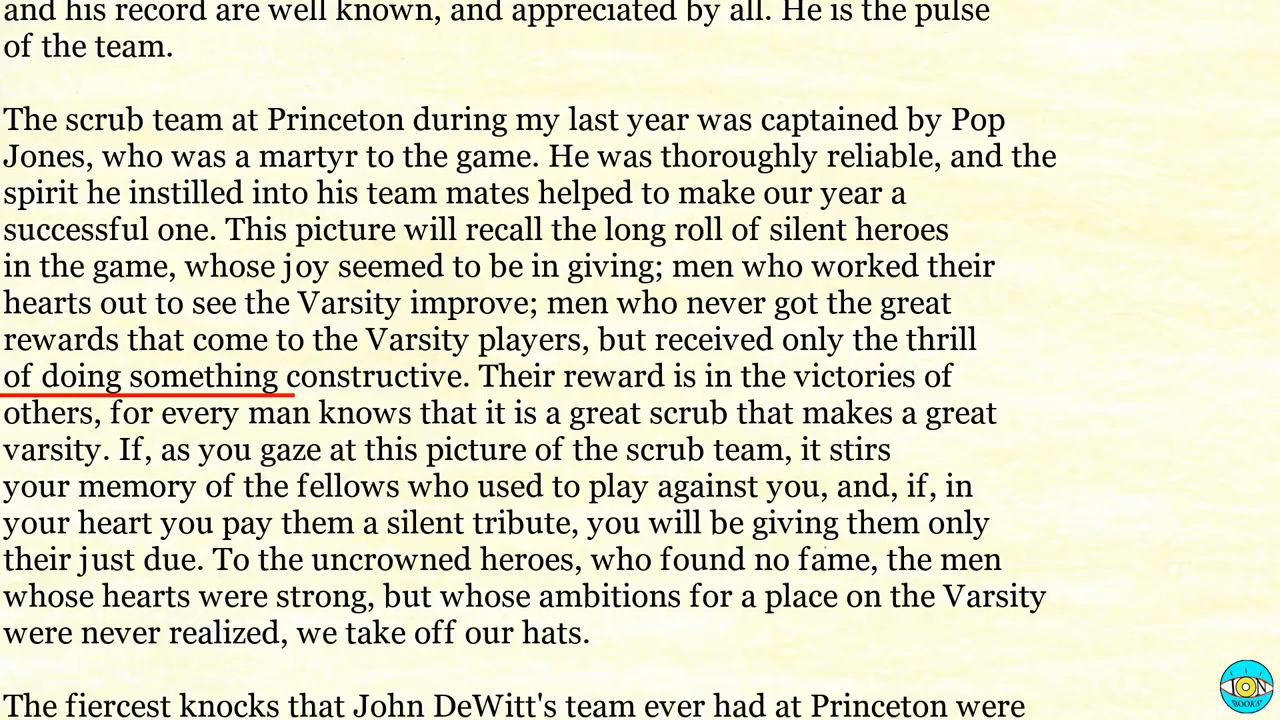 and his record are well known, and appreciated by all. He is the pulse
of the team.
The scrub team at Princeton during my last year was captained by Pop
Jones, who was a martyr to the game. He was thoroughly reliable, and the
spirit he instilled into his team mates helped to make our year a
successful one. This picture will recall the long roll of silent heroes
in the game, whose joy seemed to be in giving; men who worked their
hearts out to see the Varsity improve; men who never got the great
rewards that come to the Varsity players, but received only the thrill
of doing something constructive. Their reward is in the victories of
others, for every man knows that it is a great scrub that makes a great
varsity. If, as you gaze at this picture of the scrub team, it stirs
your memory of the fellows who used to play against you, and, if, in
your heart you pay them a silent tribute, you will be giving them only
their just due. To the uncrowned heroes, who found no fame, the men
whose hearts were strong, but whose ambitions for a place on the Varsity
were never realized, we take off our hats.
The fiercest knocks that John DeWitt's team ever had at Princeton were
ION
BOOKS